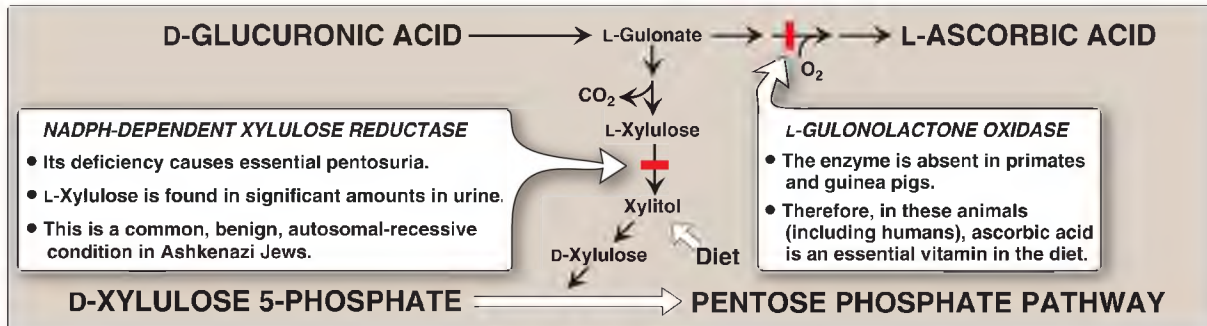 D-GLUCURONIC ACID
L-Gulonate
O₂
L-ASCORBIC ACID
CO₂
L-Xylulose
Xylitol
D-Xylulose
Diet
NADPH-DEPENDENT XYLULOSE REDUCTASE
• Its deficiency causes essential pentosuria.
• L-Xylulose is found in significant amounts in urine.
• This is a common, benign, autosomal-recessive
condition in Ashkenazi Jews.
L-GULONOLACTONE OXIDASE
• The enzyme is absent in primates
and guinea pigs.
• Therefore, in these animals
(including humans), ascorbic acid
is an essential vitamin in the diet.
D-XYLULOSE 5-PHOSPHATE
PENTOSE PHOSPHATE PATHWAY